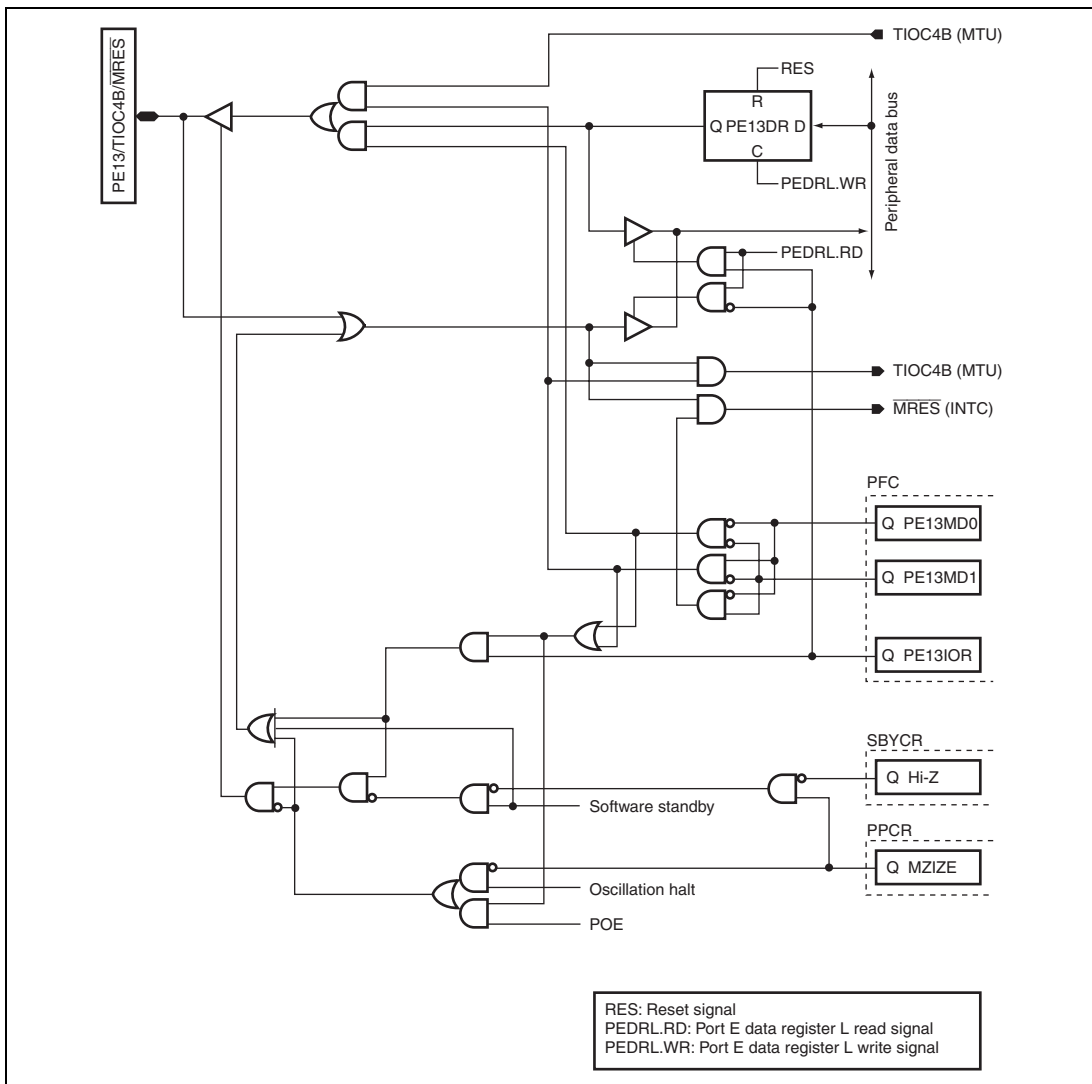 PE13/TIOC4B/MRES
TIOC4B (MTU)
RES
R
Q PE13DR D
C
PEDRL.WR
Peripheral data bus
PEDRL.RD
TIOC4B (MTU)
MRES (INTC)
PFC
Q PE13MD0
Q PE13MD1
Q PE13IOR
SBYCR
Q Hi-Z
Software standby
PPCR
Q MZIZE
Oscillation halt
POE
RES: Reset signal
PEDRL.RD: Port E data register L read signal
PEDRL.WR: Port E data register L write signal